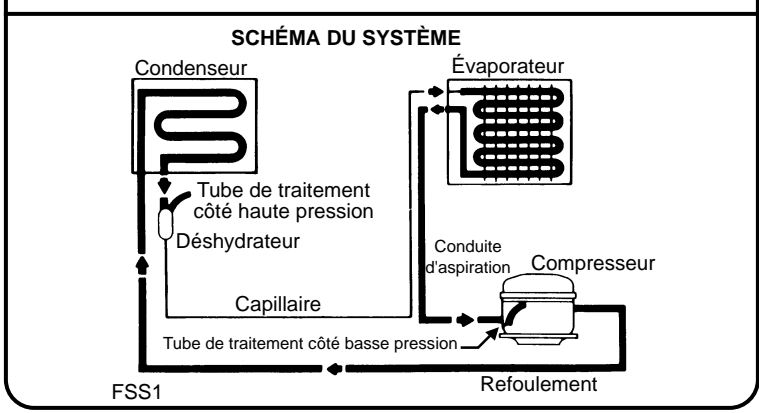 SCHÉMA DU SYSTÈME
Condenseur
Évaporateur
Tube de traitement
côté haute pression
Déshydrateur
Conduite
d'aspiration
Compresseur
Capillaire
Tube de traitement côté basse pression
Refoulement
FSS1